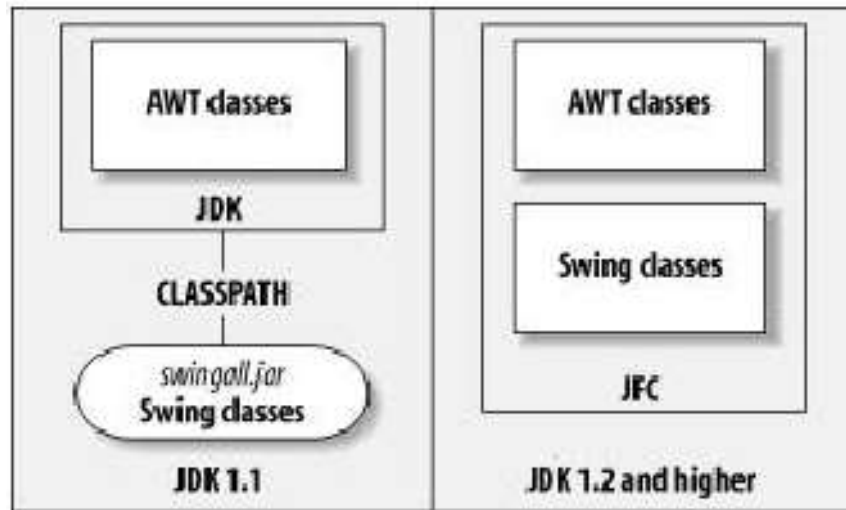 AWT classes
JDK
CLASSPATH
swingall.jar
Swing classes
JDK 1.1
AWT classes
Swing classes
JFC
JDK 1.2 and higher